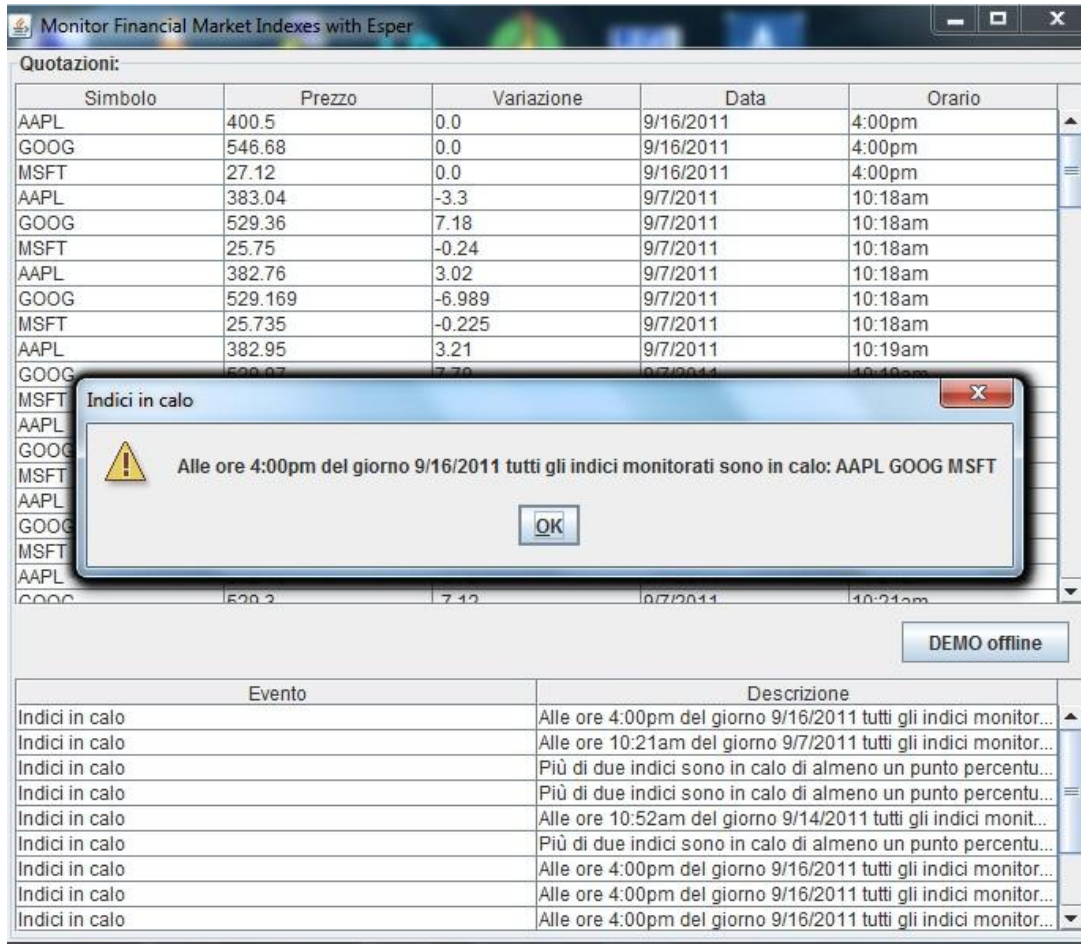 Monitor Financial Market Indexes with Esper
Quotazioni:
Simbolo Prezzo Variazione Data Orario
AAPL 400.5 0.0 9/16/2011 4:00pm
GOOG 546.68 0.0 9/16/2011 4:00pm
MSFT 27.12 0.0 9/16/2011 4:00pm
AAPL 383.04 -3.3 9/7/2011 10:18am
GOOG 529.36 7.18 9/7/2011 10:18am
MSFT 25.75 -0.24 9/7/2011 10:18am
AAPL 382.76 3.02 9/7/2011 10:18am
GOOG 529.169 -6.989 9/7/2011 10:18am
MSFT 25.735 -0.225 9/7/2011 10:18am
AAPL 382.95 3.21 9/7/2011 10:19am
GOOG
MSFT
AAPL
GOOG
MSFT
AAPL
GOOG
MSFT
AAPL
GOOG 529.3 7.12 9/7/2011 10:21am
Indici in calo
Alle ore 4:00pm del giorno 9/16/2011 tutti gli indici monitorati sono in calo: AAPL GOOG MSFT
OK
DEMO offline
Evento Descrizione
Indici in calo Alle ore 4:00pm del giorno 9/16/2011 tutti gli indici monitor...
Indici in calo Alle ore 10:21am del giorno 9/7/2011 tutti gli indici monitor...
Indici in calo Più di due indici sono in calo di almeno un punto percentu...
Indici in calo Più di due indici sono in calo di almeno un punto percentu...
Indici in calo Alle ore 10:52am del giorno 9/14/2011 tutti gli indici monit...
Indici in calo Più di due indici sono in calo di almeno un punto percentu...
Indici in calo Alle ore 4:00pm del giorno 9/16/2011 tutti gli indici monitor...
Indici in calo Alle ore 4:00pm del giorno 9/16/2011 tutti gli indici monitor...
Indici in calo Alle ore 4:00pm del giorno 9/16/2011 tutti gli indici monitor...